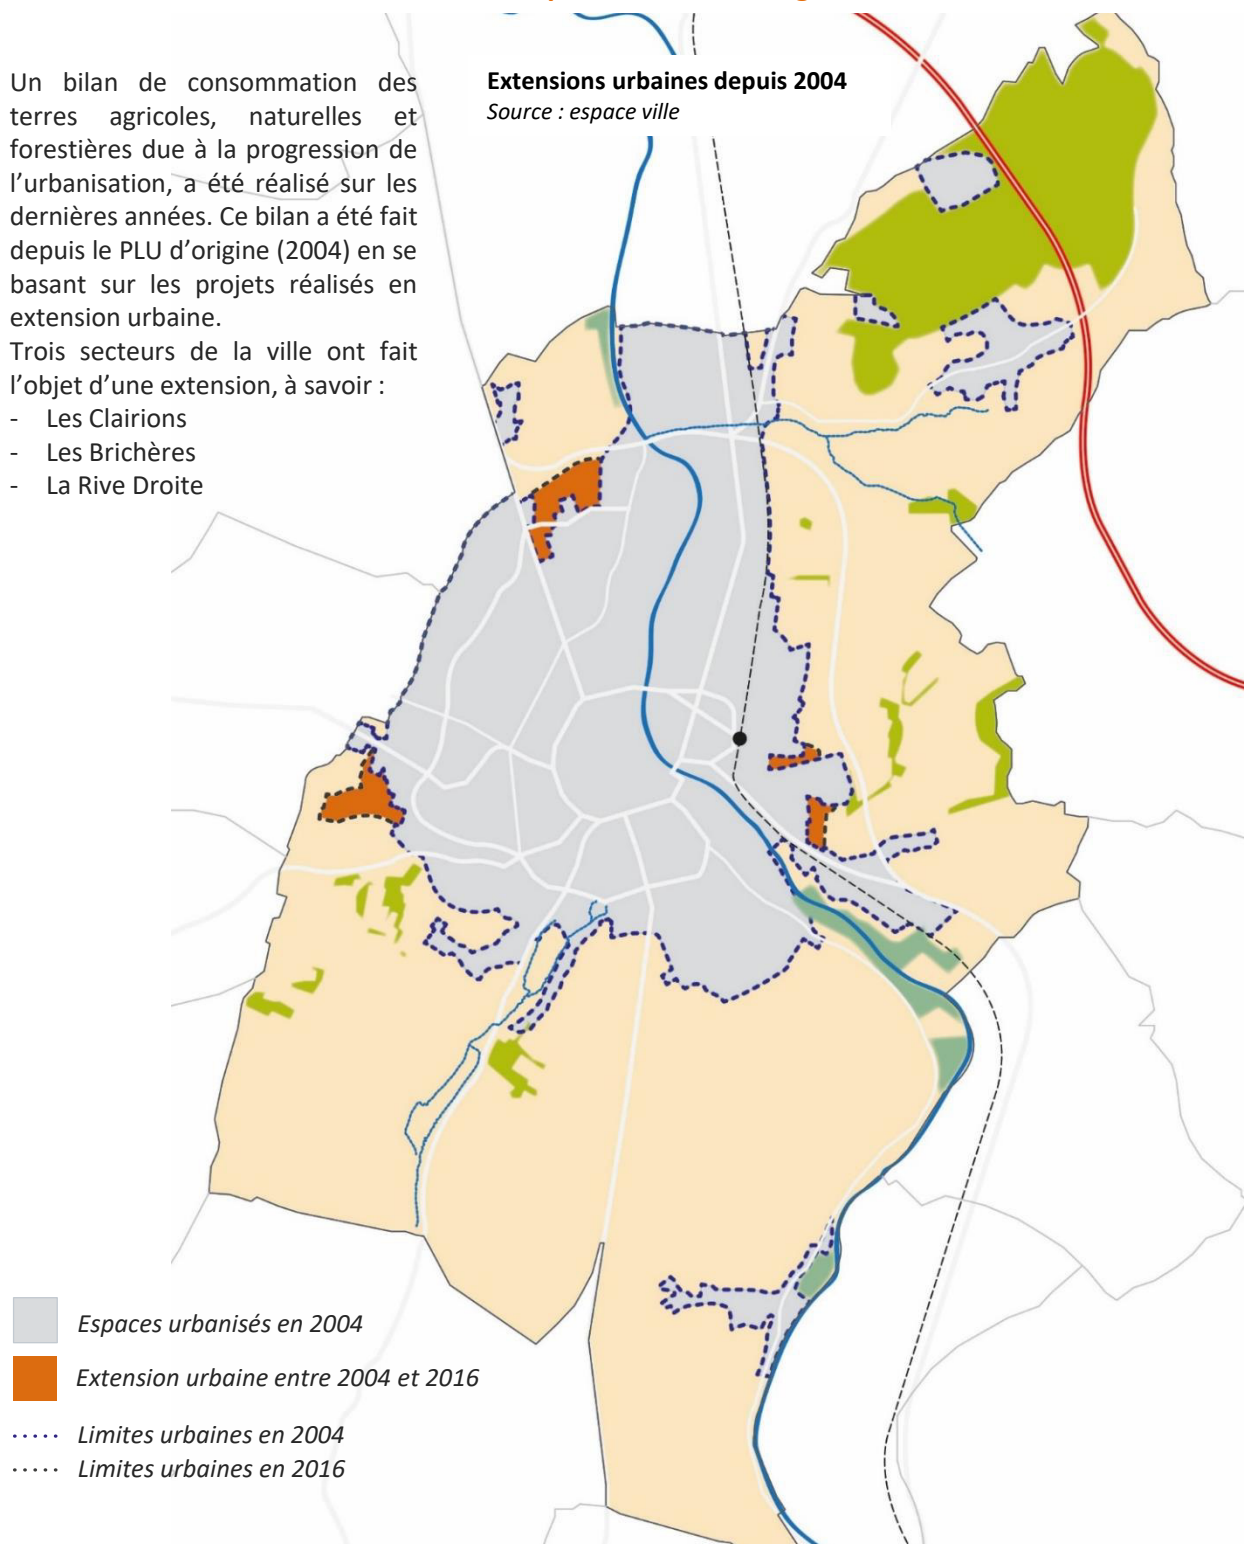 Un bilan de consommation des
terres agricoles, naturelles et
forestières due à la progression de
l’urbanisation, a été réalisé sur les
dernières années. Ce bilan a été fait
depuis le PLU d’origine (2004) en se
basant sur les projets réalisés en
extension urbaine.
Trois secteurs de la ville ont fait
l’objet d’une extension, à savoir :
- Les Clairions
- Les Brichères
- La Rive Droite
Extensions urbaines depuis 2004
Source : espace ville
Espaces urbanisés en 2004
Extension urbaine entre 2004 et 2016
Limites urbaines en 2004
Limites urbaines en 2016